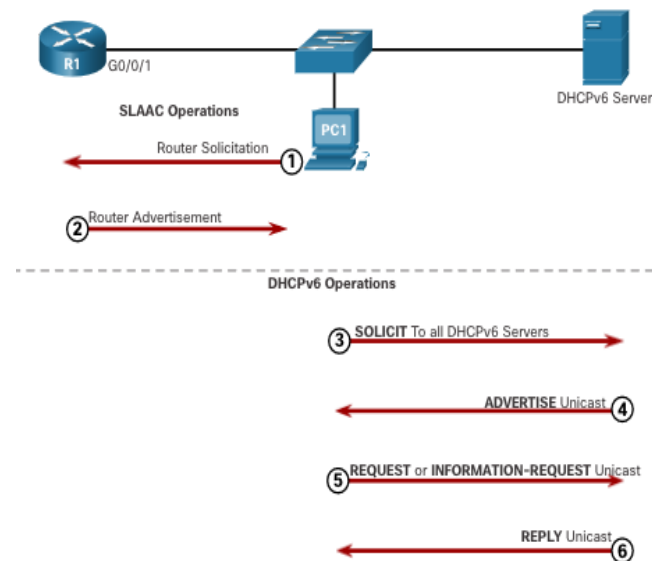 R1
G0/0/1
DHCPv6 Server
SLAAC Operations
PC1
Router Solicitation
1
2
Router Advertisement
DHCPv6 Operations
3
SOLICIT To all DHCPv6 Servers
ADVERTISE Unicast
4
5
REQUEST or INFORMATION-REQUEST Unicast
REPLY Unicast
6